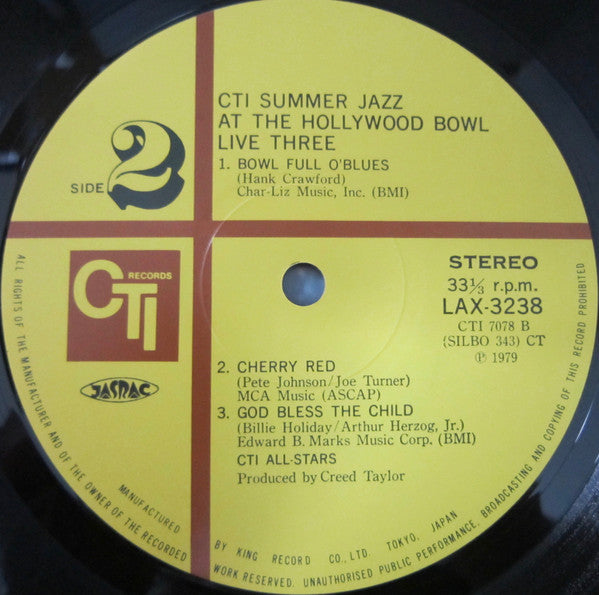 CTI SUMMER JAZZ
AT THE HOLLYWOOD BOWL
LIVE THREE
SIDE 2
1. BOWL FULL O'BLUES
(Hank Crawford)
Char-Liz Music, Inc. (BMI)
CTI
RECORDS
STEREO
33⅓ r.p.m.
LAX-3238
CTI 7078 B
(SILBO 343) CT
Ⓟ 1979
JASRAC
2. CHERRY RED
(Pete Johnson/Joe Turner)
MCA Music (ASCAP)
3. GOD BLESS THE CHILD
(Billie Holiday/Arthur Herzog, Jr.)
Edward B. Marks Music Corp. (BMI)
CTI ALL-STARS
Produced by Creed Taylor
MANUFACTURED BY KING RECORD CO., LTD. TOKYO, JAPAN
ALL RIGHTS OF THE MANUFACTURER AND OF THE OWNER OF THE RECORDED WORK RESERVED. UNAUTHORISED PUBLIC PERFORMANCE, BROADCASTING AND COPYING OF THIS RECORD PROHIBITED